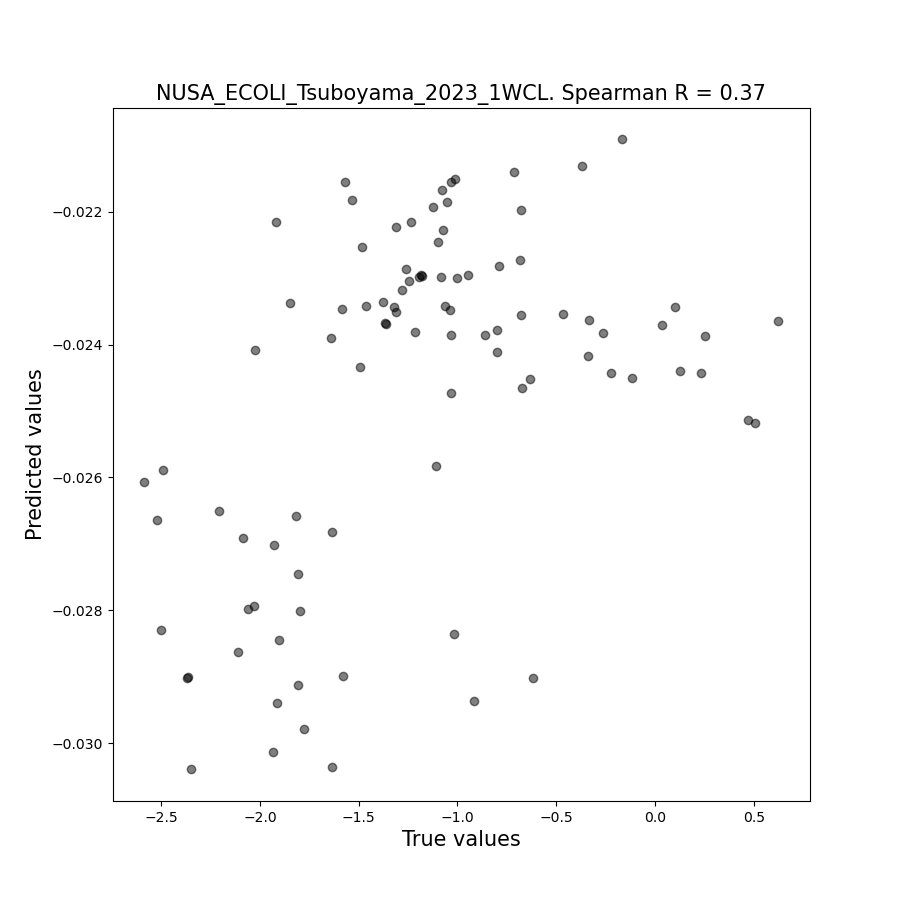 NUSA_ECOLI_Tsuboyama_2023_1WCL. Spearman R = 0.37
Predicted values
−0.022
−0.024
−0.026
−0.028
−0.030
−2.5 −2.0 −1.5 −1.0 −0.5 0.0 0.5
True values